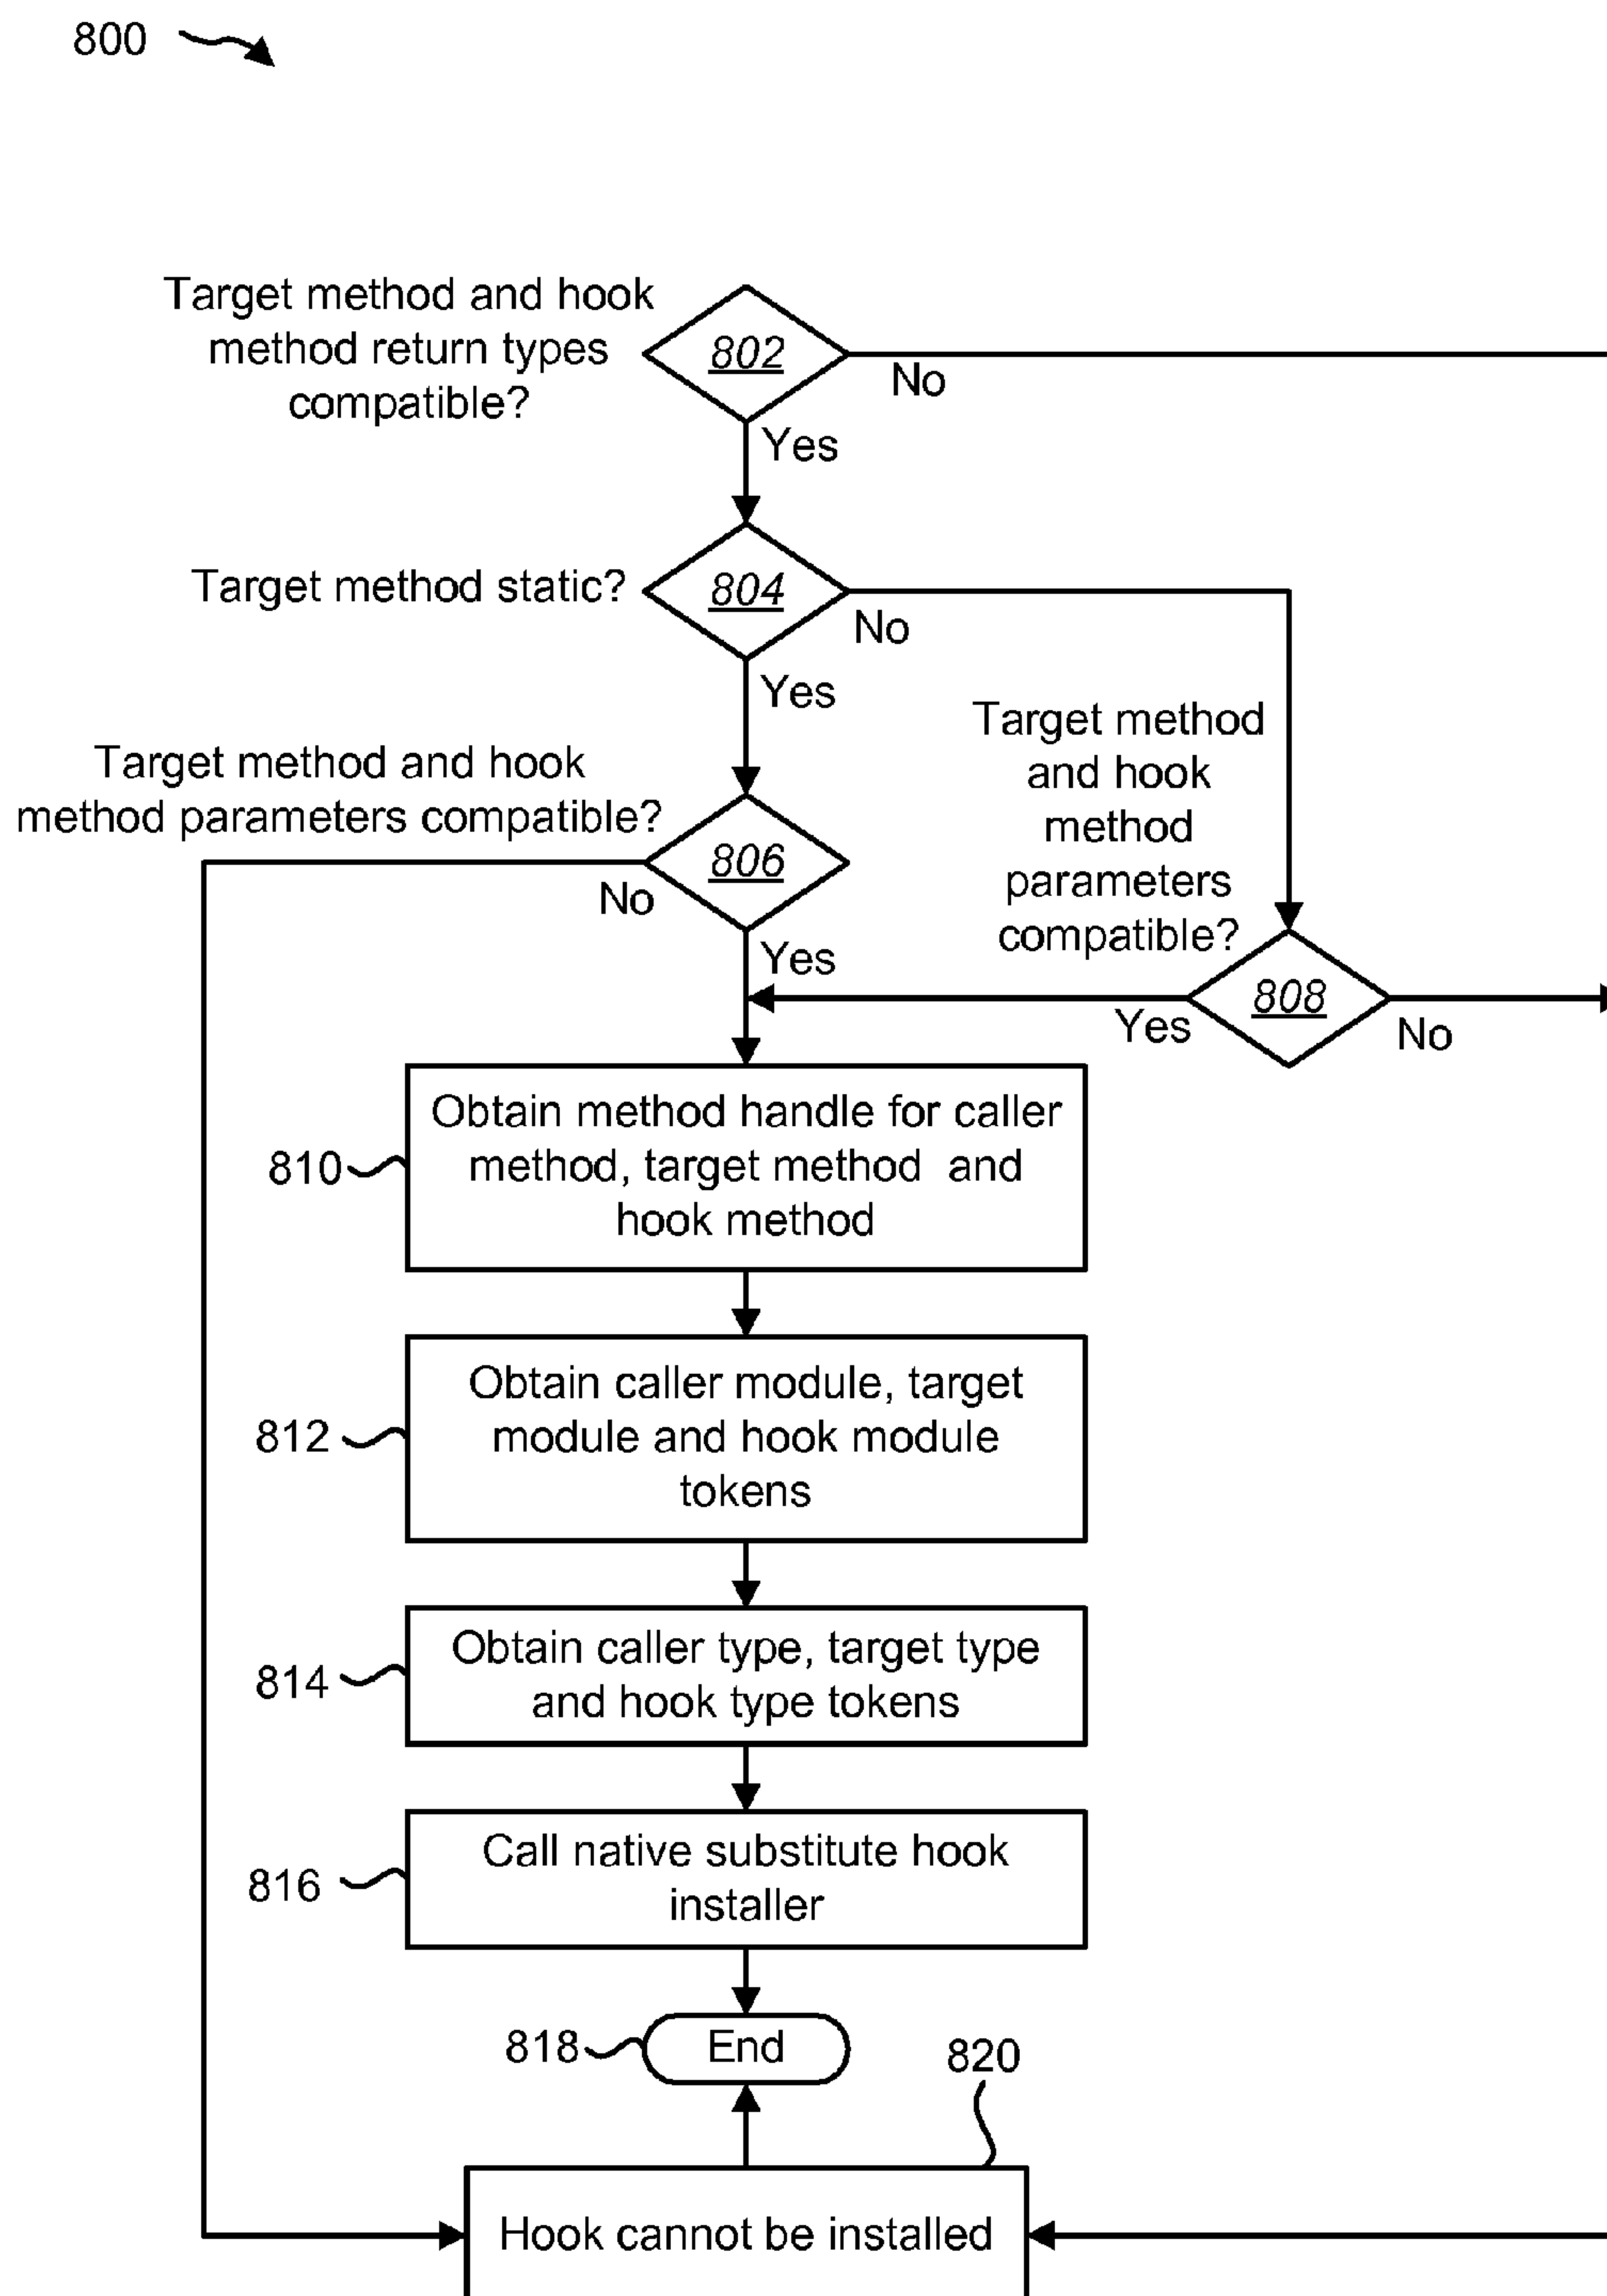 800
Target method and hook
method return types
compatible?
802
No
Yes
Target method static?
804
No
Yes
Target method and hook
method parameters compatible?
806
No
Yes
Target method
and hook
method
parameters
compatible?
808
Yes
No
Obtain method handle for caller
method, target method and
hook method
810
Obtain caller module, target
module and hook module
tokens
812
Obtain caller type, target type
and hook type tokens
814
Call native substitute hook
installer
816
End
818
820
Hook cannot be installed